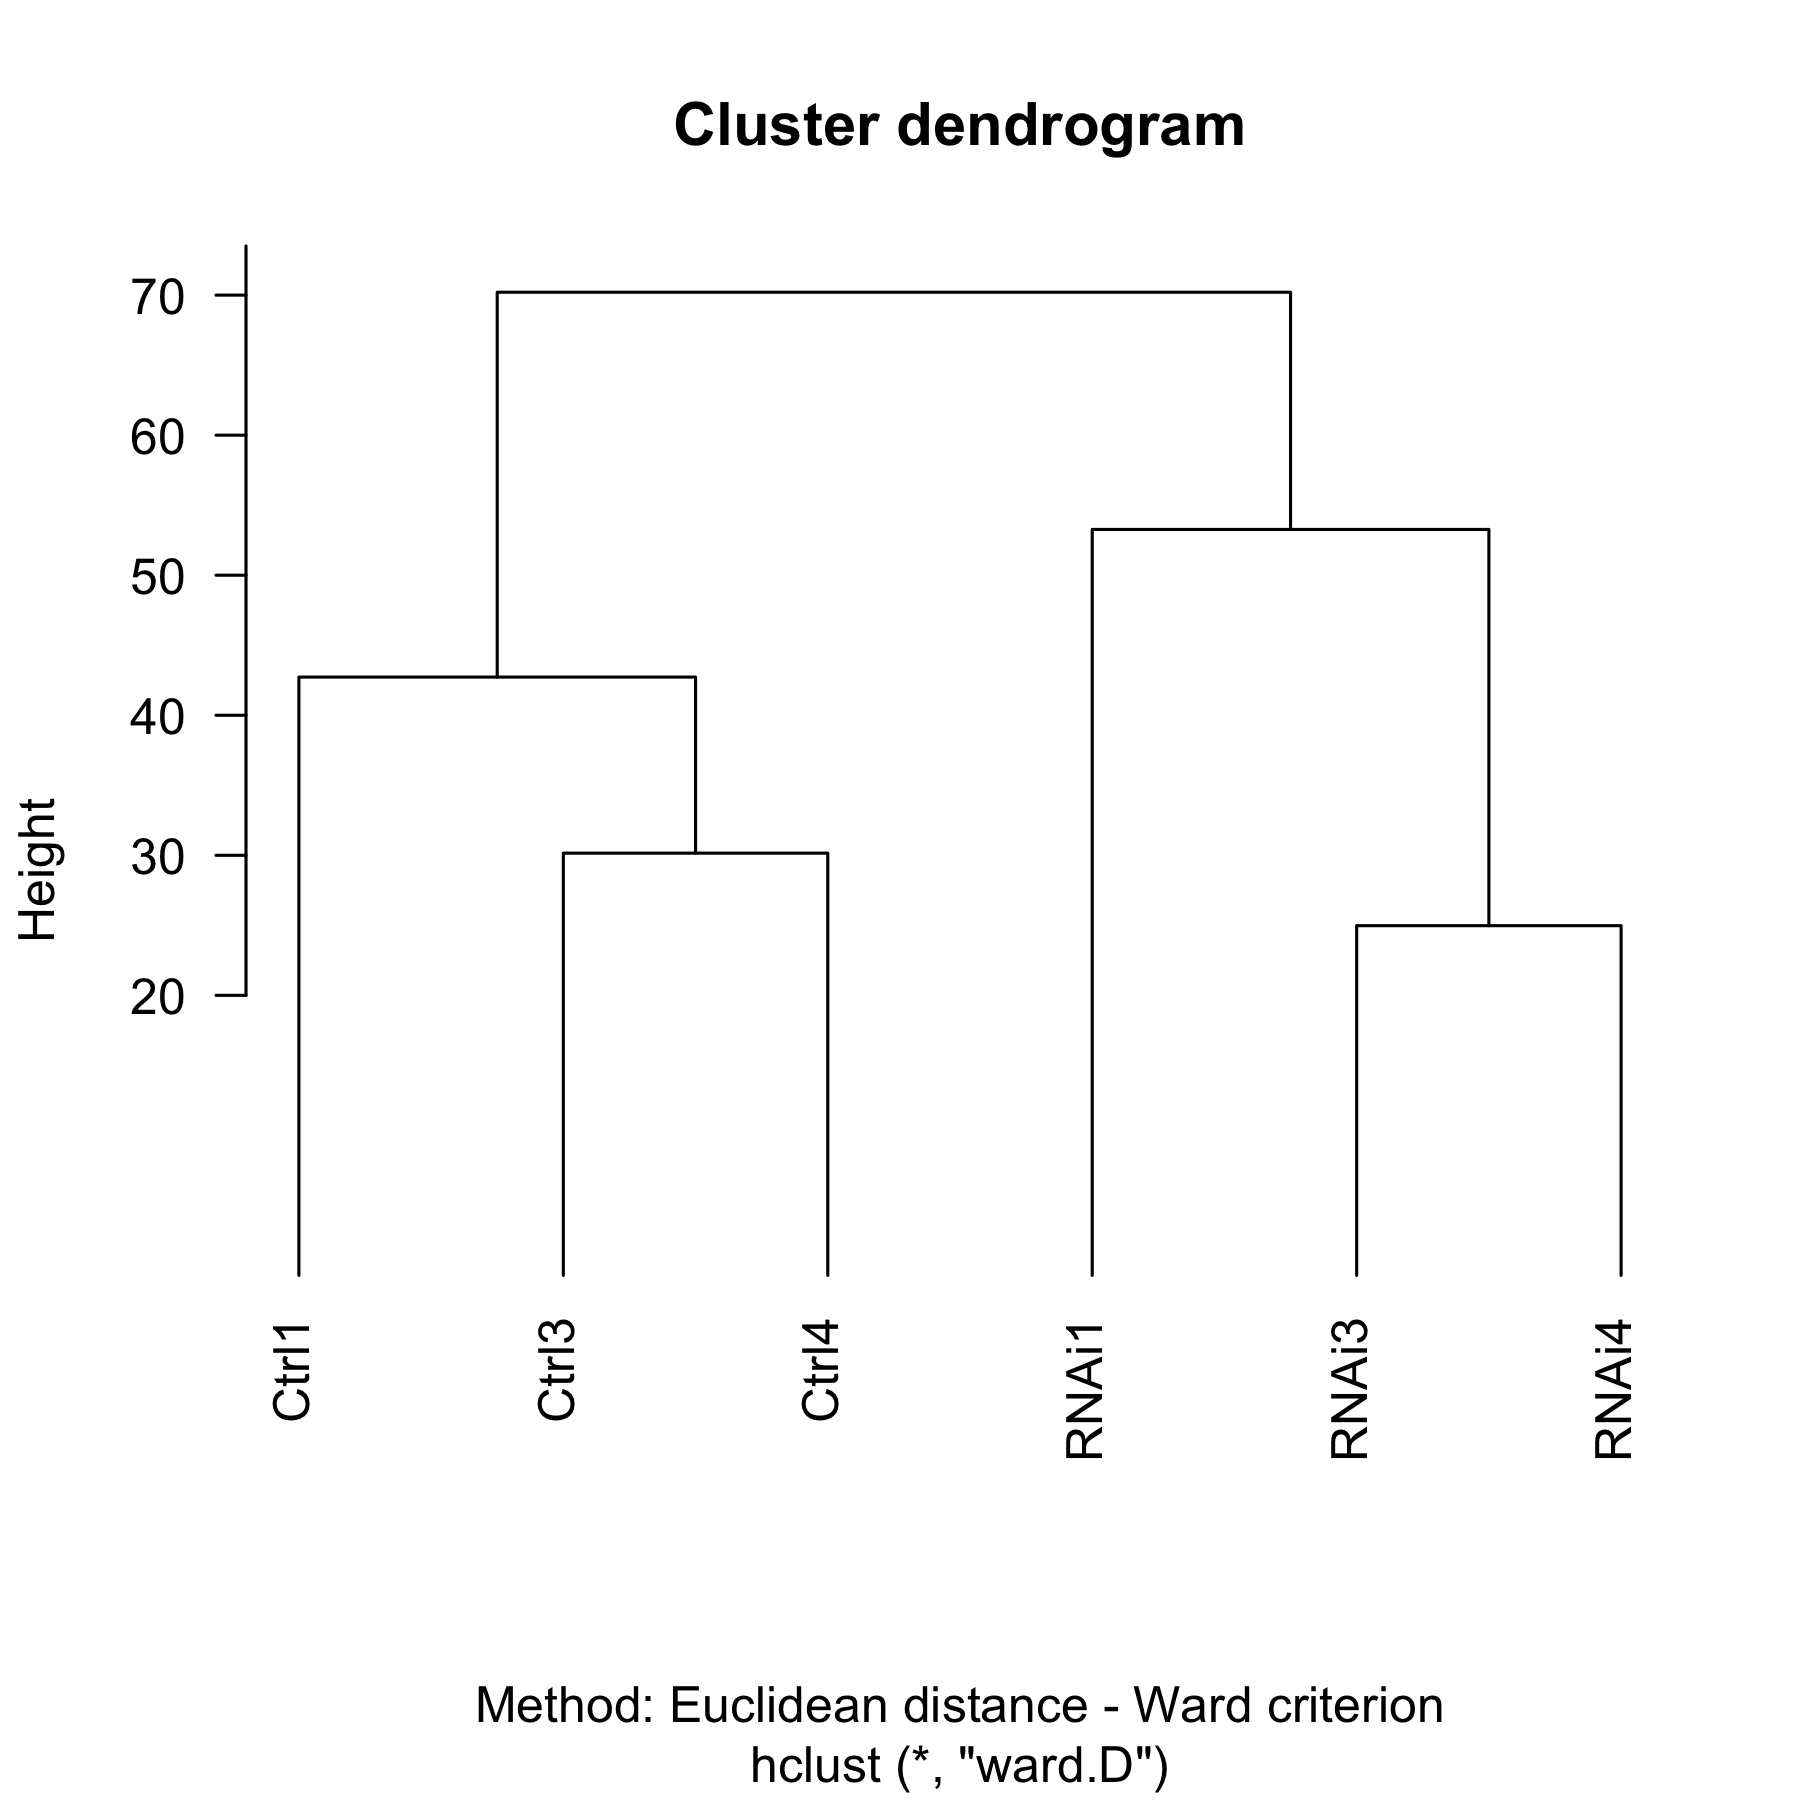 Cluster dendrogram
70
60
50
40
30
20
Height
Ctrl1
Ctrl3
Ctrl4
RNAi1
RNAi3
RNAi4
Method: Euclidean distance - Ward criterion
hclust (*, "ward.D")